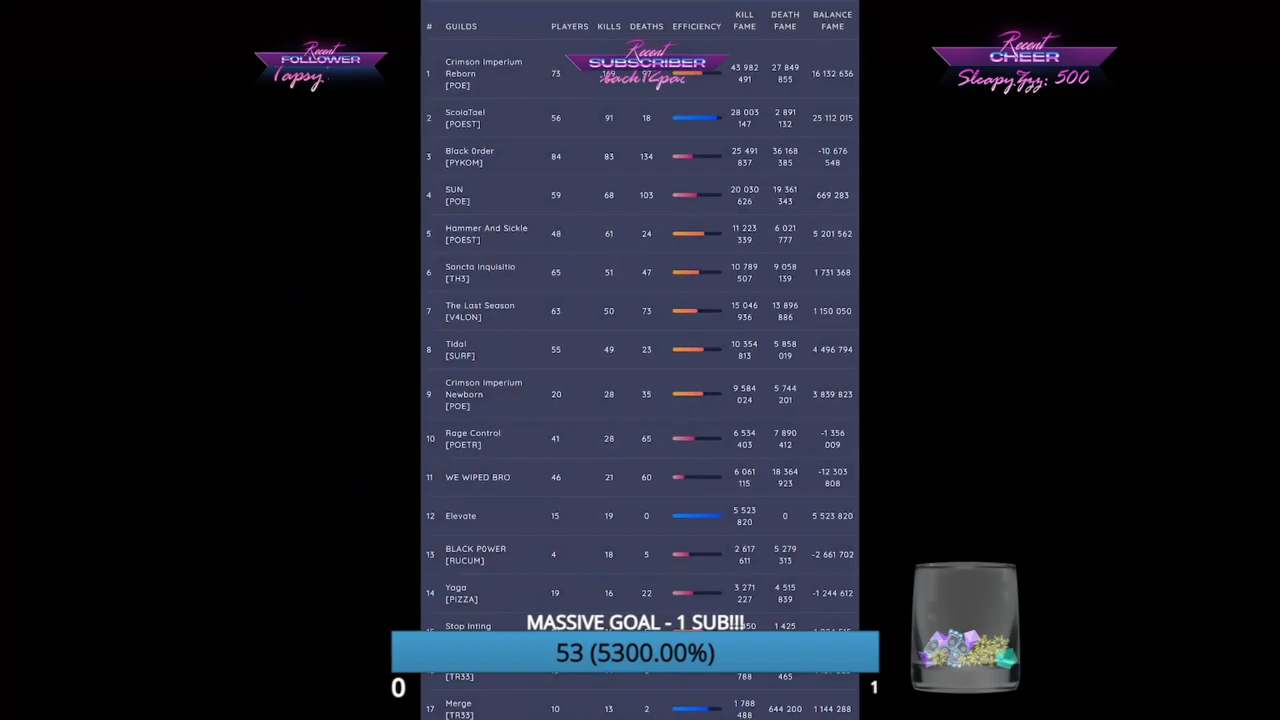 # GUILDS PLAYERS KILLS DEATHS EFFICIENCY KILL FAME DEATH FAME BALANCE FAME
Recent
FOLLOWER
Tapsy
Recent
SUBSCRIBER
Recent
CHEER
SleapyZzz: 500
1 Crimson Imperium Reborn [POE] 73 43 982 491 27 849 855 16 132 636
2 ScolaTael [POEST] 56 91 18 28 003 147 2 891 132 25 112 015
3 Black 0rder [PYKOM] 84 83 134 25 491 837 36 168 385 -10 676 548
4 SUN [POE] 59 68 103 20 030 626 19 361 343 669 283
5 Hammer And Sickle [POEST] 48 61 24 11 223 339 6 021 777 5 201 562
6 Sancta Inquisitio [TH3] 65 51 47 10 789 507 9 058 139 1 731 368
7 The Last Season [V4LON] 63 50 73 15 046 936 13 896 886 1 150 050
8 TIdal [SURF] 55 49 23 10 354 813 5 858 019 4 496 794
9 Crimson Imperium Newborn [POE] 20 28 35 9 584 024 5 744 201 3 839 823
10 Rage Control [POETR] 41 28 65 6 534 403 7 890 412 -1 356 009
11 WE WIPED BRO 46 21 60 6 061 115 18 364 923 -12 303 808
12 Elevate 15 19 0 5 523 820 0 5 523 820
13 BLACK P0WER [RUCUM] 4 18 5 2 617 611 5 279 313 -2 661 702
14 Yaga [PIZZA] 19 16 22 3 271 227 4 515 839 -1 244 612
Stop Inting 1 425
MASSIVE GOAL - 1 SUB!!!
53 (5300.00%)
[TR33] 788 465
0 1
17 Merge [TR33] 10 13 2 1 788 488 644 200 1 144 288